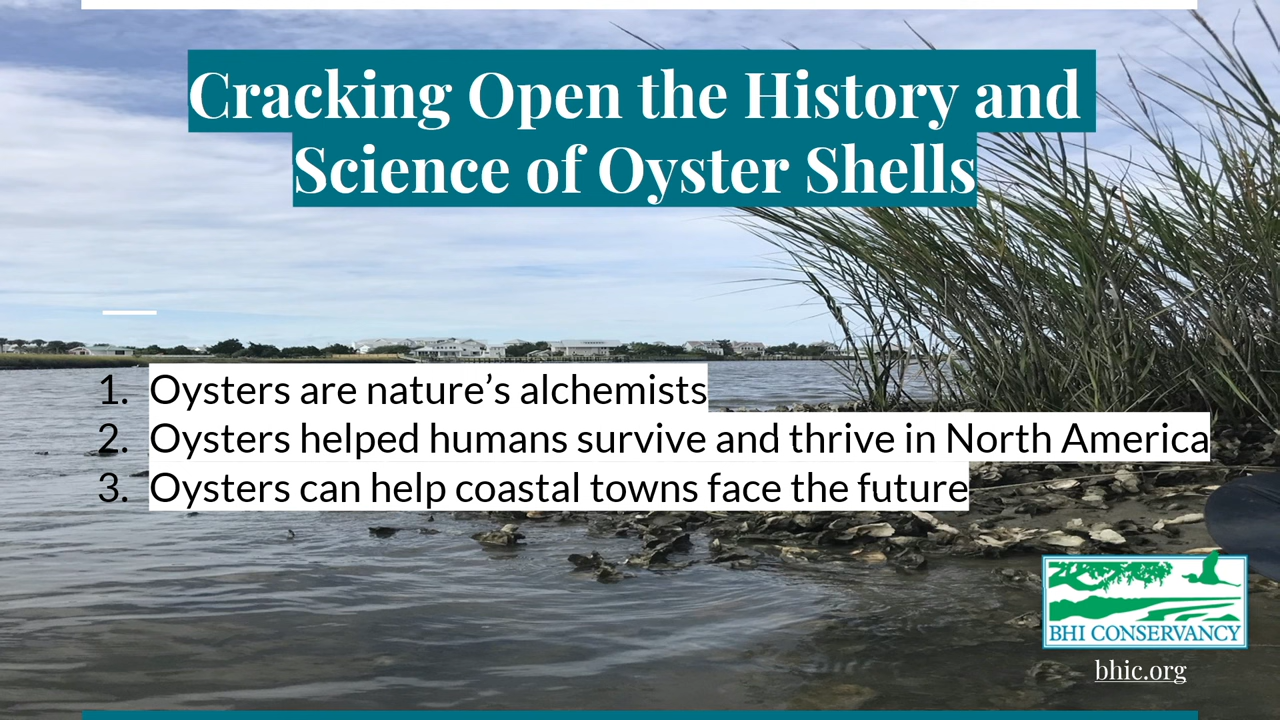 Cracking Open the History and
Science of Oyster Shells
1. Oysters are nature’s alchemists
2. Oysters helped humans survive and thrive in North America
3. Oysters can help coastal towns face the future
BHI CONSERVANCY
bhic.org